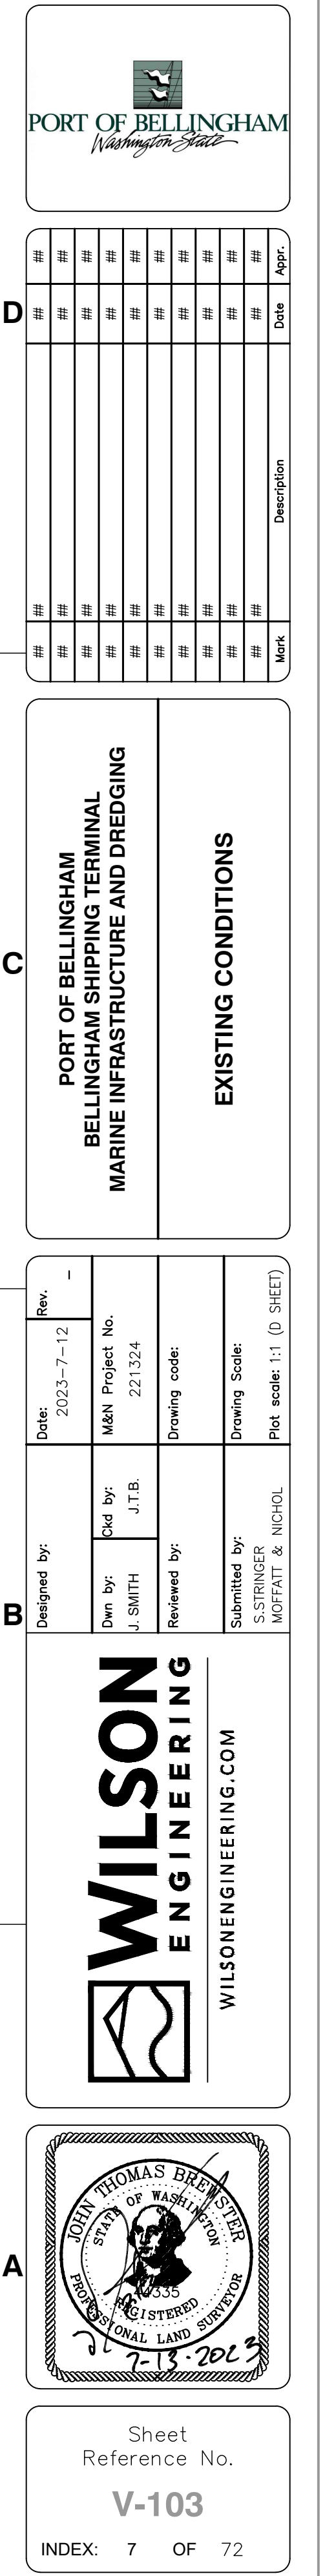 PORT OF BELLINGHAM
Washington State
D
## ## ## ##
## ## ## ##
## ## ## ##
## ## ## ##
## ## ## ##
## ## ## ##
## ## ## ##
## ## ## ##
## ## ## ##
## ## ## ##
Mark Description Date Appr.
C
PORT OF BELLINGHAM
BELLINGHAM SHIPPING TERMINAL
MARINE INFRASTRUCTURE AND DREDGING
EXISTING CONDITIONS
B
Designed by:
Date:
2023-7-12
Rev.
–
Dwn by:
J. SMITH
Ckd by:
J.T.B.
M&N Project No.
221324
Reviewed by:
Drawing code:
Submitted by:
S.STRINGER
MOFFATT & NICHOL
Drawing Scale:
Plot scale: 1:1 (D SHEET)
WILSON
ENGINEERING
WILSONENGINEERING.COM
A
JOHN THOMAS BREWSTER
STATE OF WASHINGTON
44335
REGISTERED
PROFESSIONAL LAND SURVEYOR
7-13-2023
Sheet
Reference No.
V-103
INDEX: 7 OF 72